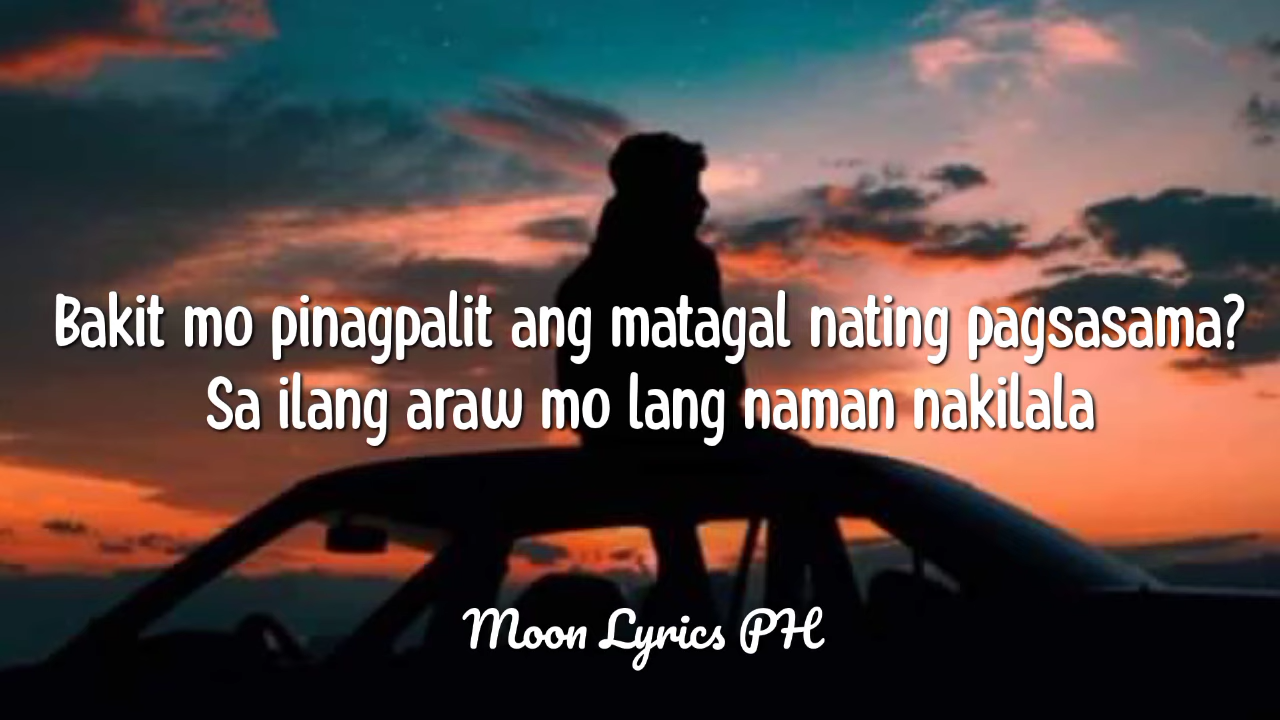 Bakit mo pinagpalit ang matagal nating pagsasama?
Sa ilang araw mo lang naman nakilala
Moon Lyrics PH